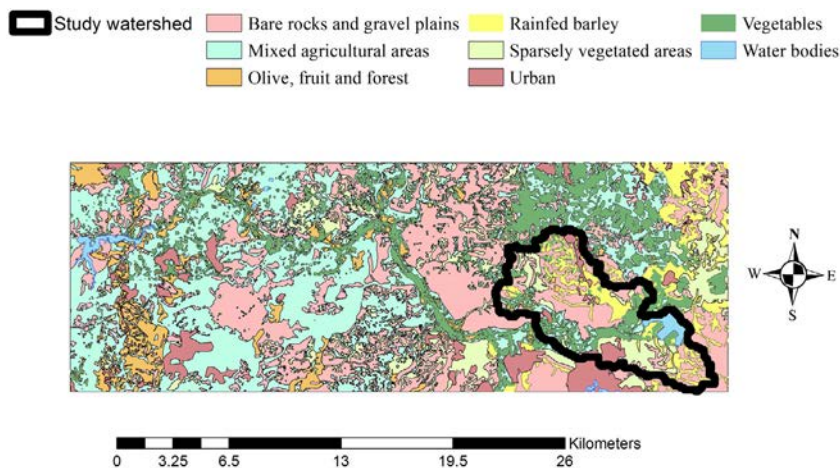 Study watershed
Bare rocks and gravel plains
Rainfed barley
Vegetables
Mixed agricultural areas
Sparsely vegetated areas
Water bodies
Olive, fruit and forest
Urban
N
W E
S
Kilometers
0 3.25 6.5 13 19.5 26